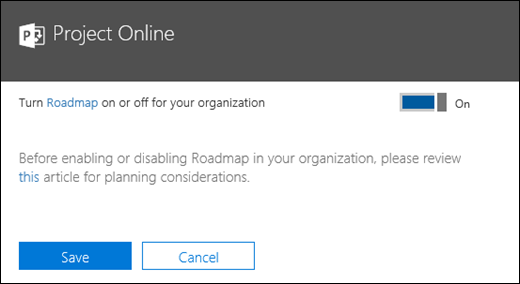 Project Online
Turn Roadmap on or off for your organization
On
Before enabling or disabling Roadmap in your organization, please review
this article for planning considerations.
Save
Cancel